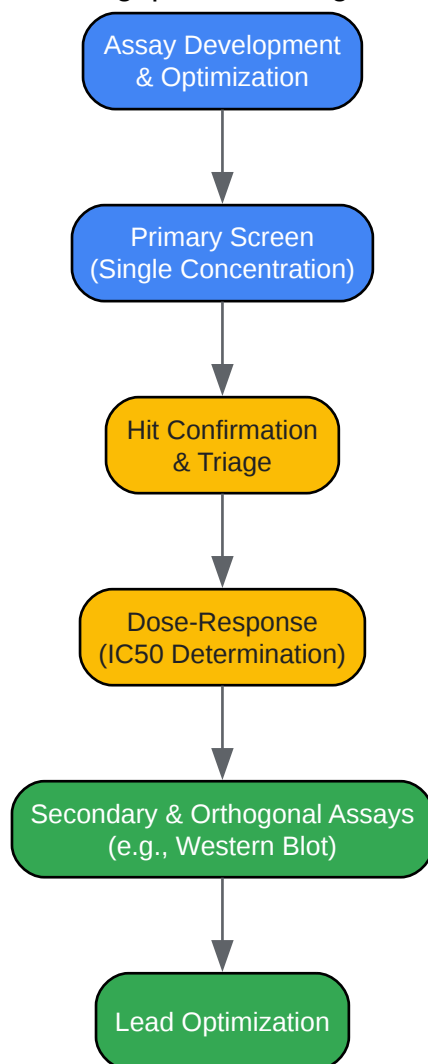 Assay Development
& Optimization
Primary Screen
(Single Concentration)
Hit Confirmation
& Triage
Dose-Response
(IC50 Determination)
Secondary & Orthogonal Assays
(e.g., Western Blot)
Lead Optimization